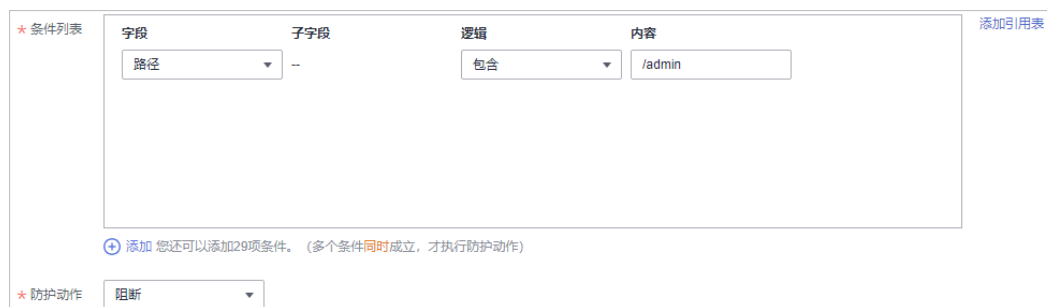 * 条件列表
字段 子字段 逻辑 内容
路径 -- 包含 /admin
添加引用表
添加 您还可以添加29项条件。（多个条件同时成立，才执行防护动作）
* 防护动作 阻断